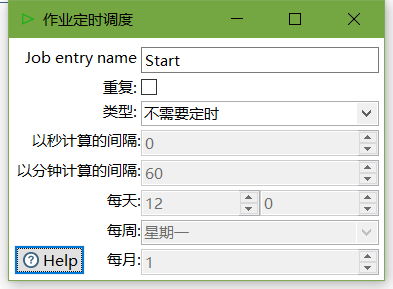 作业定时调度
Job entry name Start
重复:
类型: 不需要定时
以秒计算的间隔: 0
以分钟计算的间隔: 60
每天: 12 0
每周: 星期一
Help 每月: 1